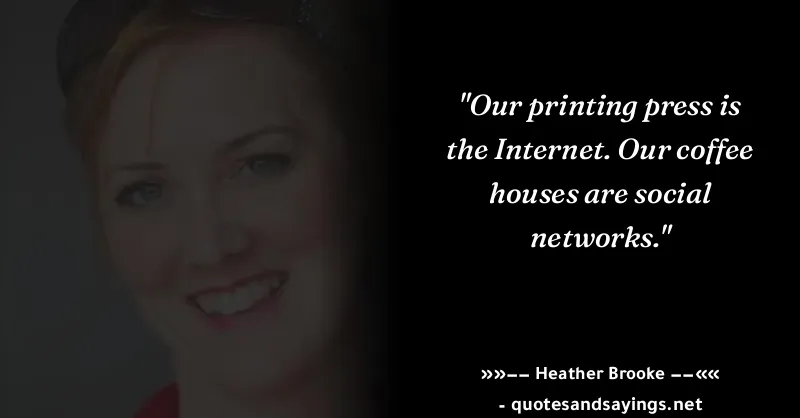 "Our printing press is
the Internet. Our coffee
houses are social
networks."
»»−− Heather Brooke −−««
- quotesandsayings.net